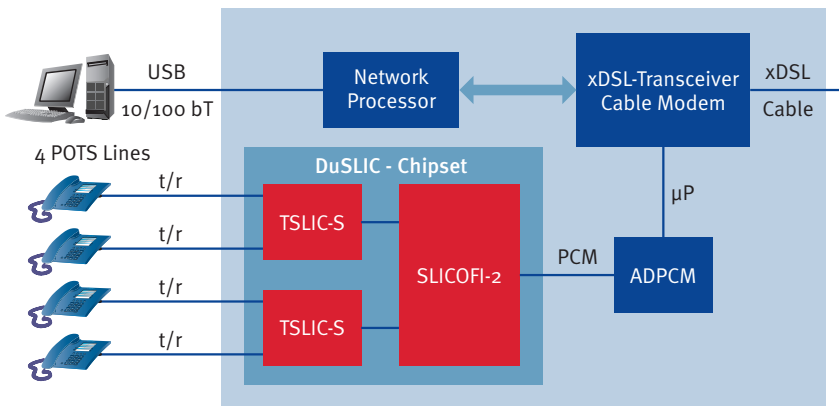 USB
10/100 bT
Network
Processor
xDSL-Transceiver
Cable Modem
xDSL
Cable
4 POTS Lines
DuSLIC - Chipset
t/r
t/r
t/r
t/r
TSLIC-S
TSLIC-S
SLICOFI-2
PCM
µP
ADPCM